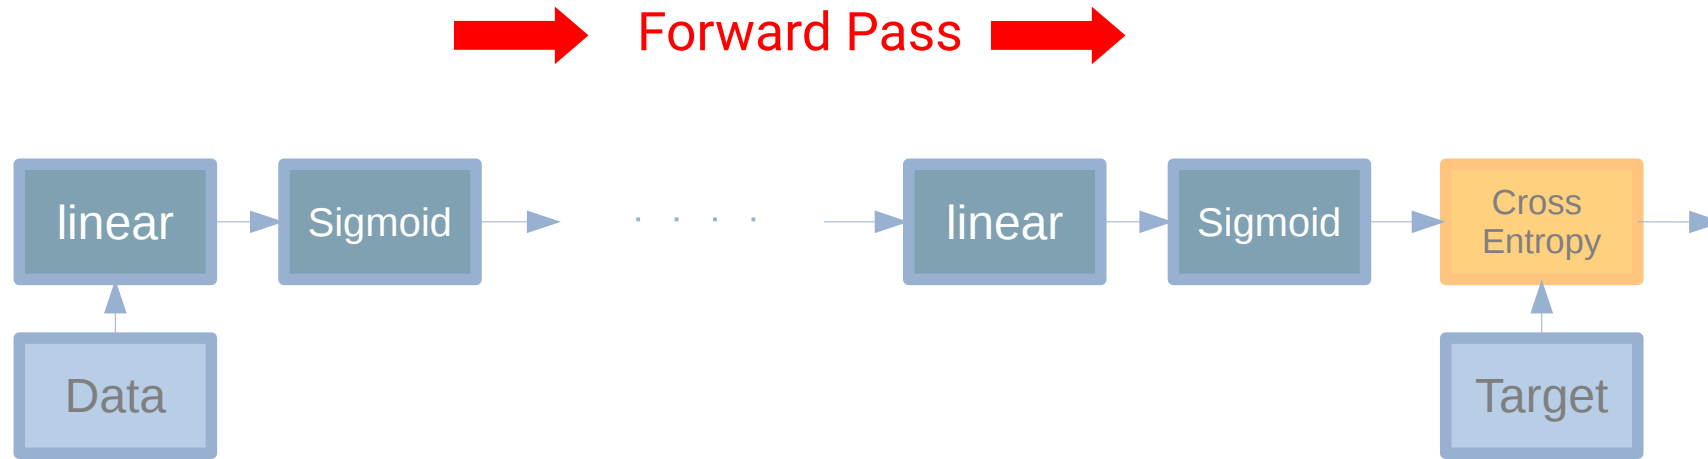 Forward Pass
linear
Sigmoid
. . . .
linear
Sigmoid
Cross
Entropy
Data
Target